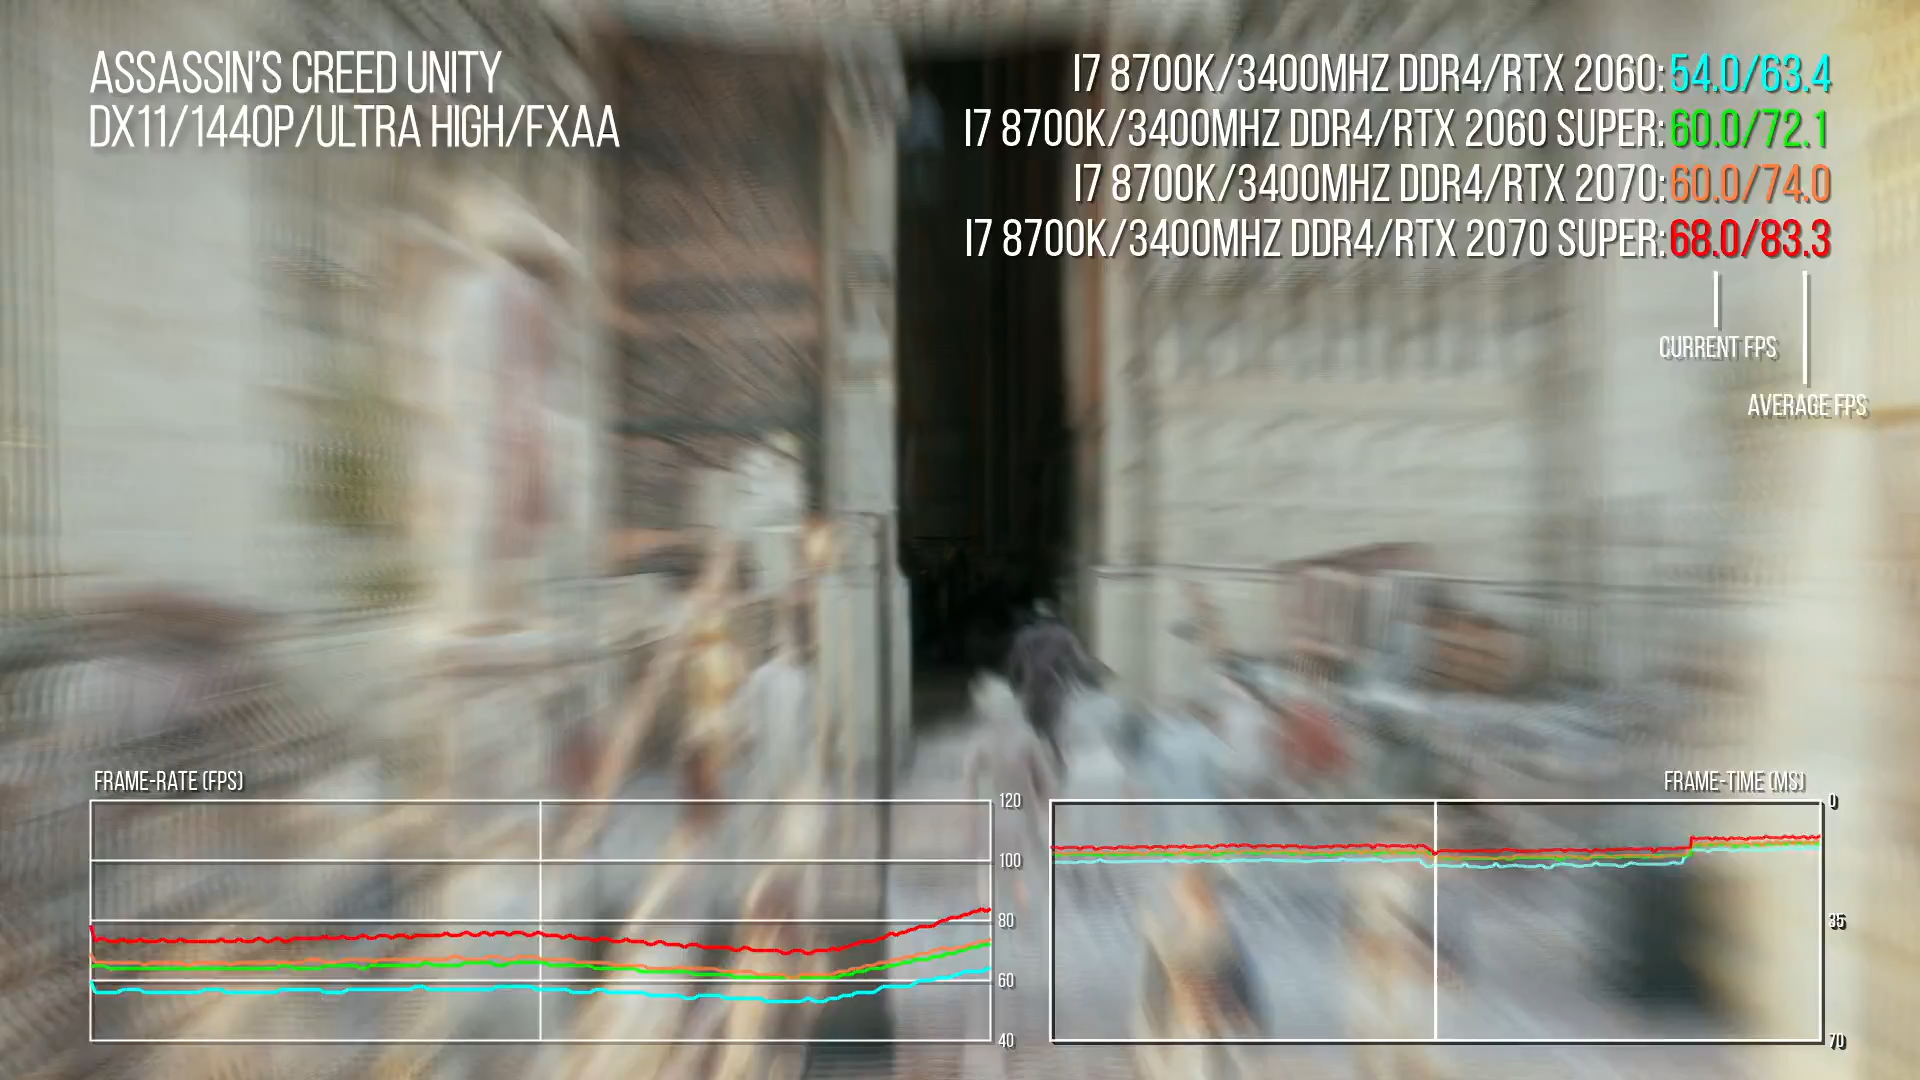 ASSASSIN'S CREED UNITY
DX11/1440P/ULTRA HIGH/FXAA
I7 8700K/3400MHZ DDR4/RTX 2060: 54.0/63.4
I7 8700K/3400MHZ DDR4/RTX 2060 SUPER: 60.0/72.1
I7 8700K/3400MHZ DDR4/RTX 2070: 60.0/74.0
I7 8700K/3400MHZ DDR4/RTX 2070 SUPER: 68.0/83.3
CURRENT FPS
AVERAGE FPS
FRAME-RATE (FPS)
120
100
80
60
40
FRAME-TIME (MS)
0
35
70